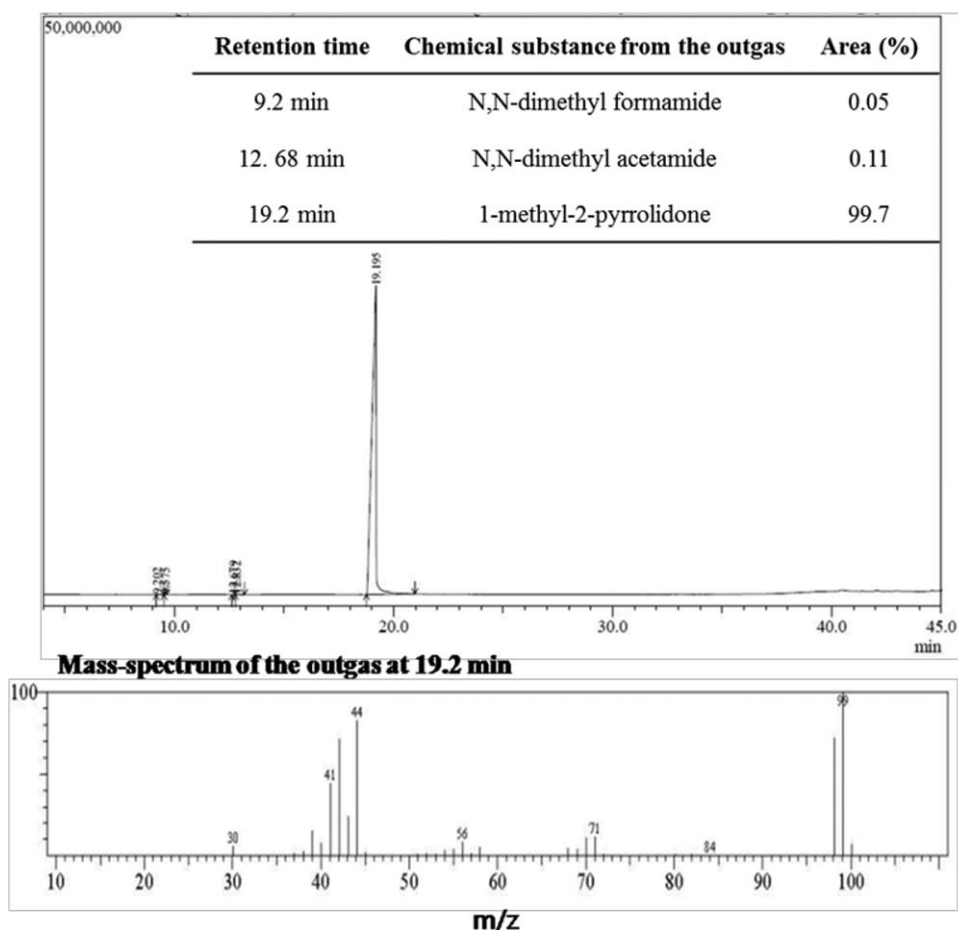 50,000,000
Retention time Chemical substance from the outgas Area (%)
9.2 min N,N-dimethyl formamide 0.05
12. 68 min N,N-dimethyl acetamide 0.11
19.2 min 1-methyl-2-pyrrolidone 99.7
19.195
9.202
10.0 20.0 30.0 40.0 45.0
min
Mass-spectrum of the outgas at 19.2 min
100
99
44
41
30
56
71
84
10 20 30 40 50 60 70 80 90 100
m/z